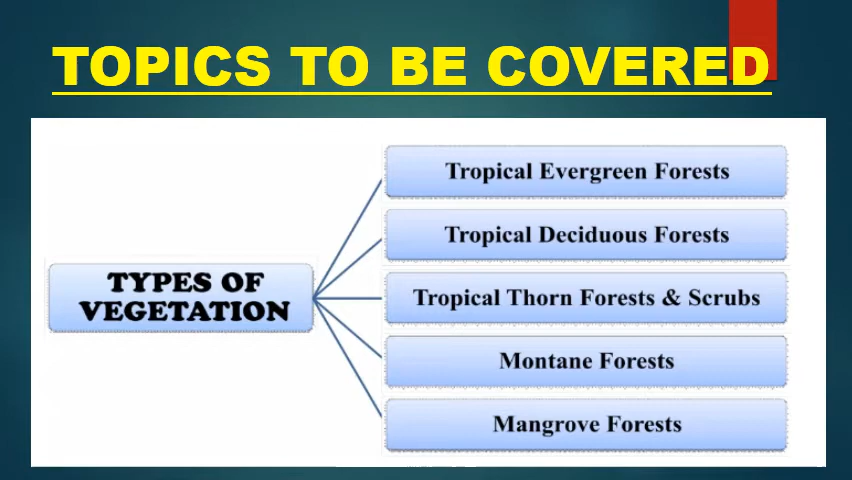 TOPICS TO BE COVERED
TYPES OF
VEGETATION
Tropical Evergreen Forests
Tropical Deciduous Forests
Tropical Thorn Forests & Scrubs
Montane Forests
Mangrove Forests